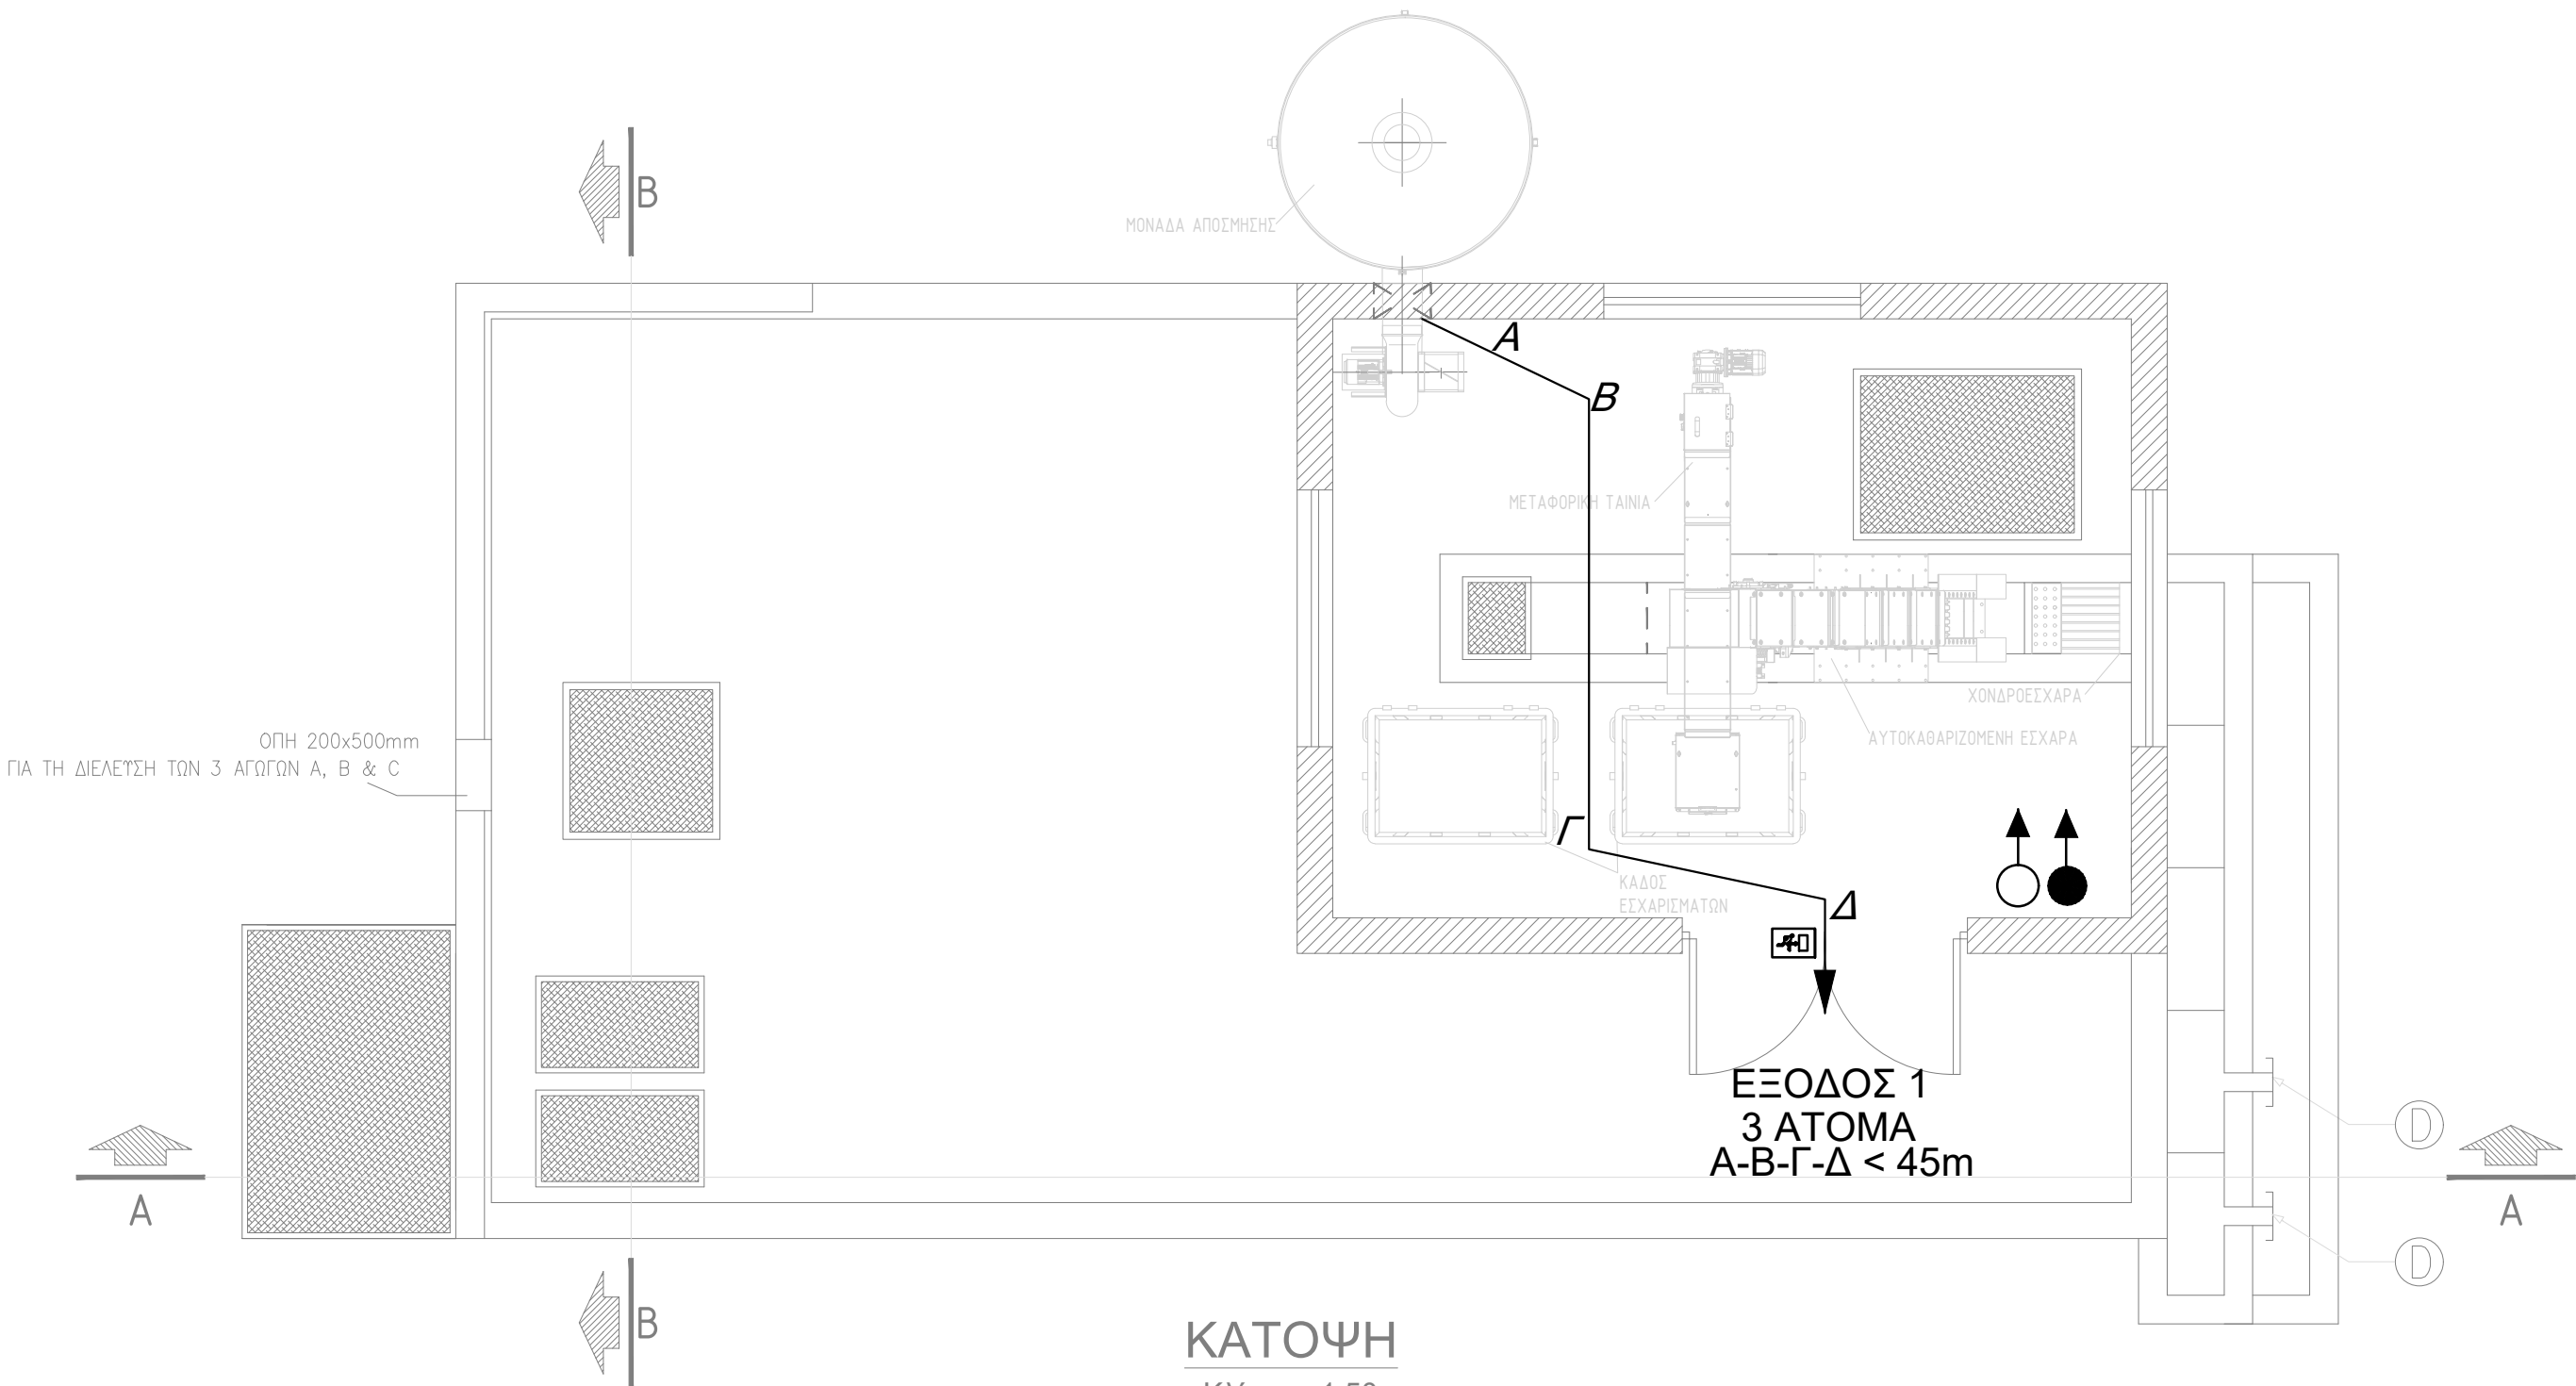 B
ΜΟΝΑΔΑ ΑΠΟΣΜΗΣΗΣ
A
B
ΜΕΤΑΦΟΡΙΚΗ ΤΑΙΝΙΑ
ΧΟΝΔΡΟΕΣΧΑΡΑ
ΑΥΤΟΚΑΘΑΡΙΖΟΜΕΝΗ ΕΣΧΑΡΑ
ΟΠΗ 200x500mm
ΓΙΑ ΤΗ ΔΙΕΛΕΥΣΗ ΤΩΝ 3 ΑΓΩΓΩΝ A, B & C
Γ
ΚΑΔΟΣ
ΕΣΧΑΡΙΣΜΑΤΩΝ
Δ
ΕΞΟΔΟΣ 1
3 ΑΤΟΜΑ
Α-Β-Γ-Δ < 45m
D
A
A
D
B
ΚΑΤΟΨΗ